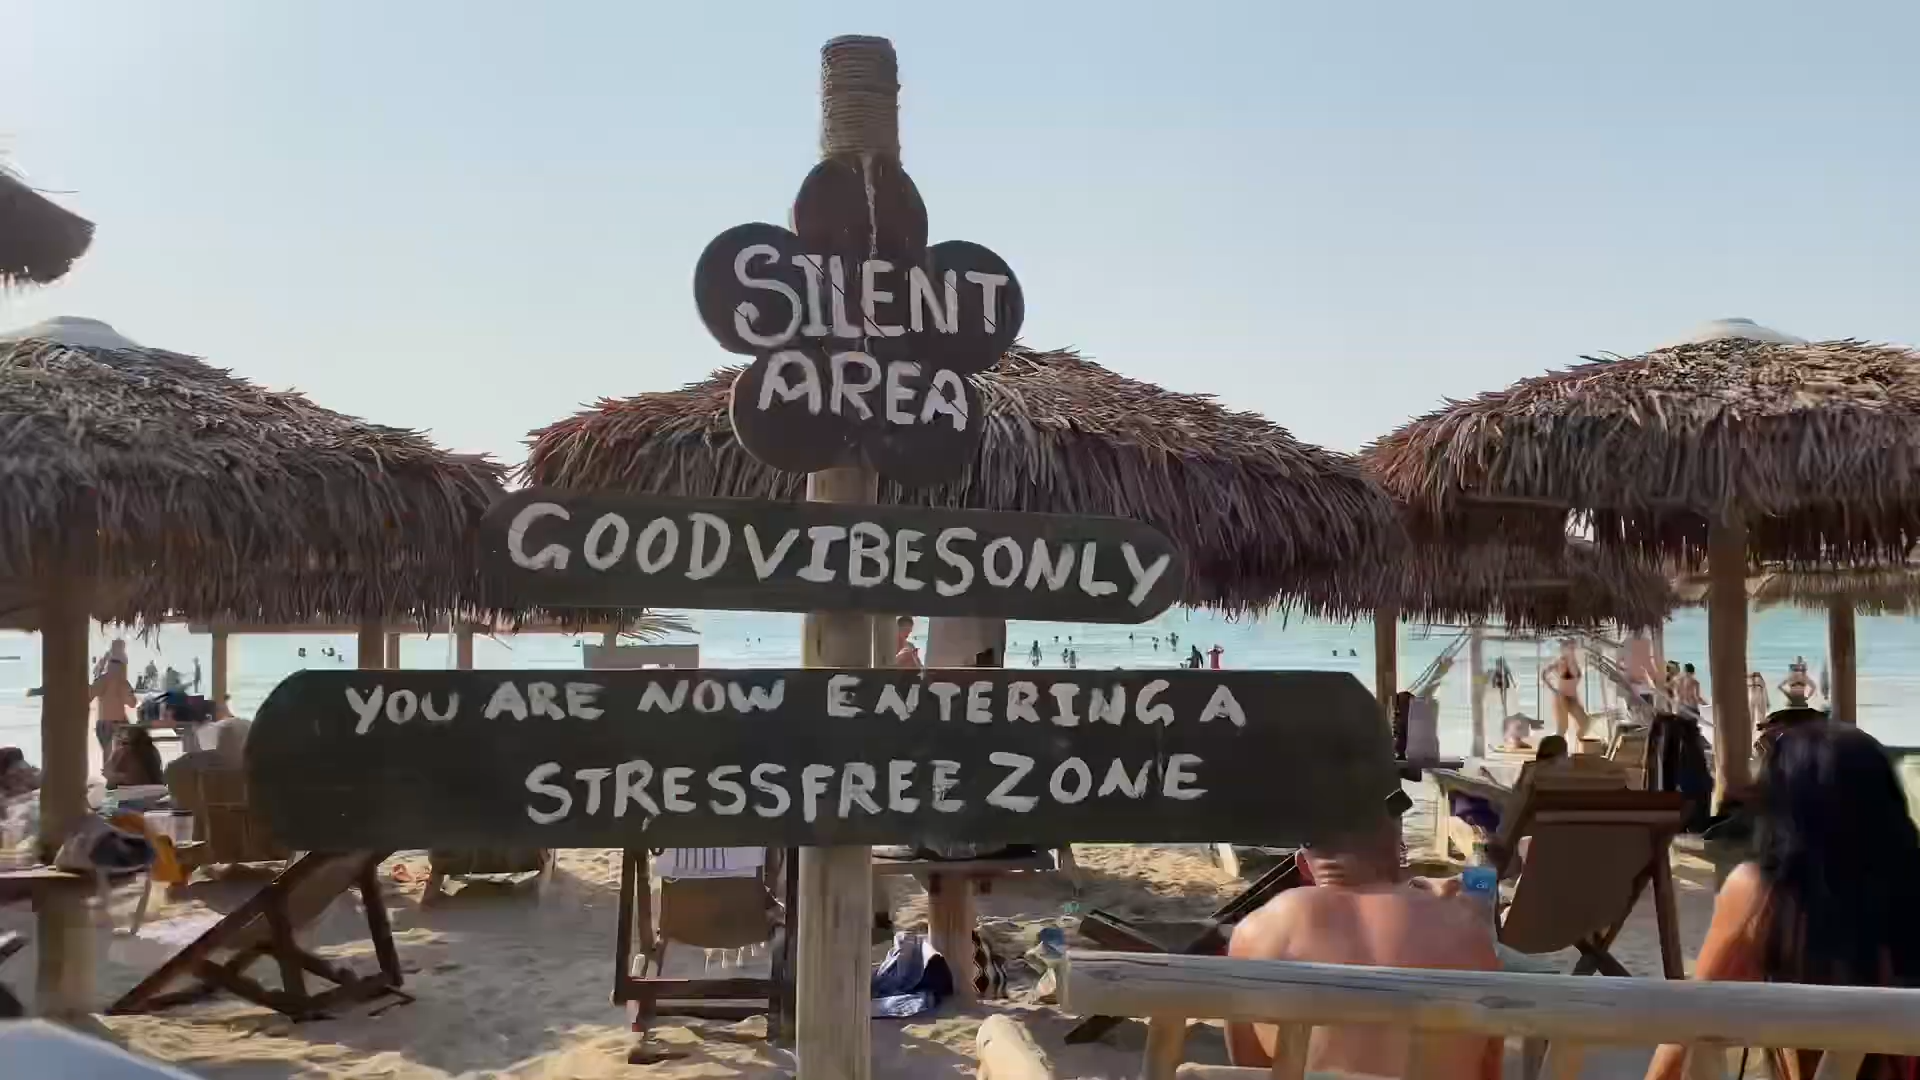 SILENT
AREA
GOODVIBESONLY
YOU ARE NOW ENTERING A
STRESSFREE ZONE